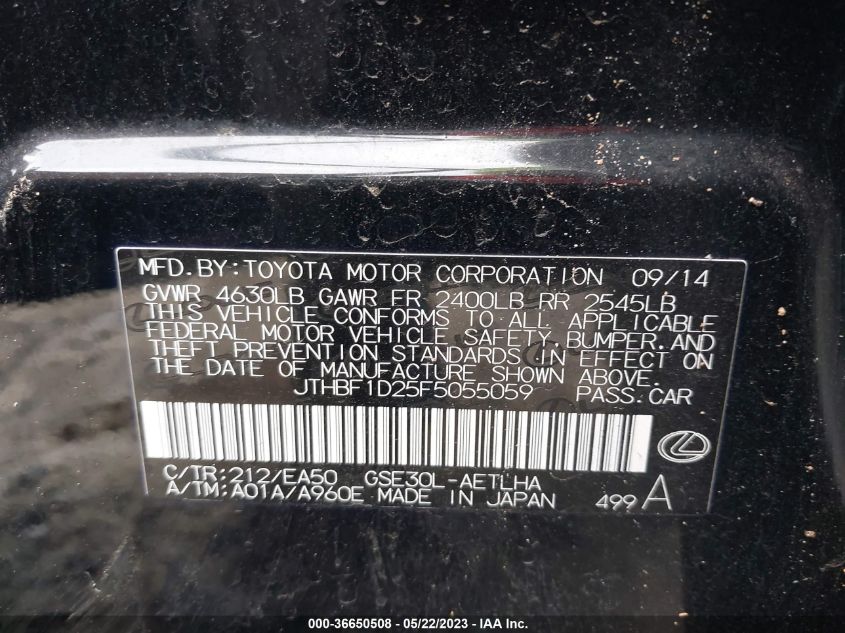 MFD.BY:TOYOTA MOTOR CORPORATION 09/14
GVWR 4630LB GAWR FR 2400LB RR 2545LB
THIS VEHICLE CONFORMS TO ALL APPLICABLE
FEDERAL MOTOR VEHICLE SAFETY, BUMPER, AND
THEFT PREVENTION STANDARDS IN EFFECT ON
THE DATE OF MANUFACTURE SHOWN ABOVE.
JTHBF1D25F5055059 PASS.CAR
C/TR:212/EA50 GSE30L-AETLHA
A/TM:A01A/A960E MADE IN JAPAN 499A
000-36650508 - 05/22/2023 - IAA Inc.